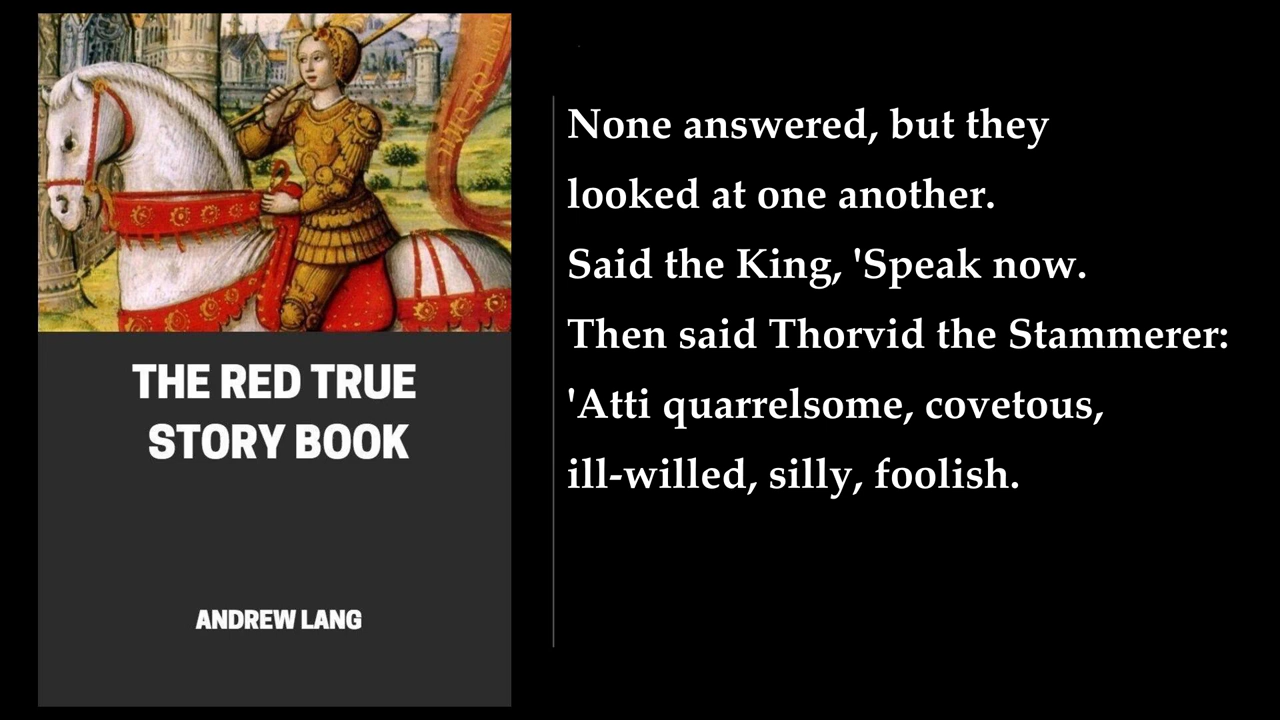 THE RED TRUE
STORY BOOK
ANDREW LANG
None answered, but they
looked at one another.
Said the King, 'Speak now.
Then said Thorvid the Stammerer:
'Atti quarrelsome, covetous,
ill-willed, silly, foolish.